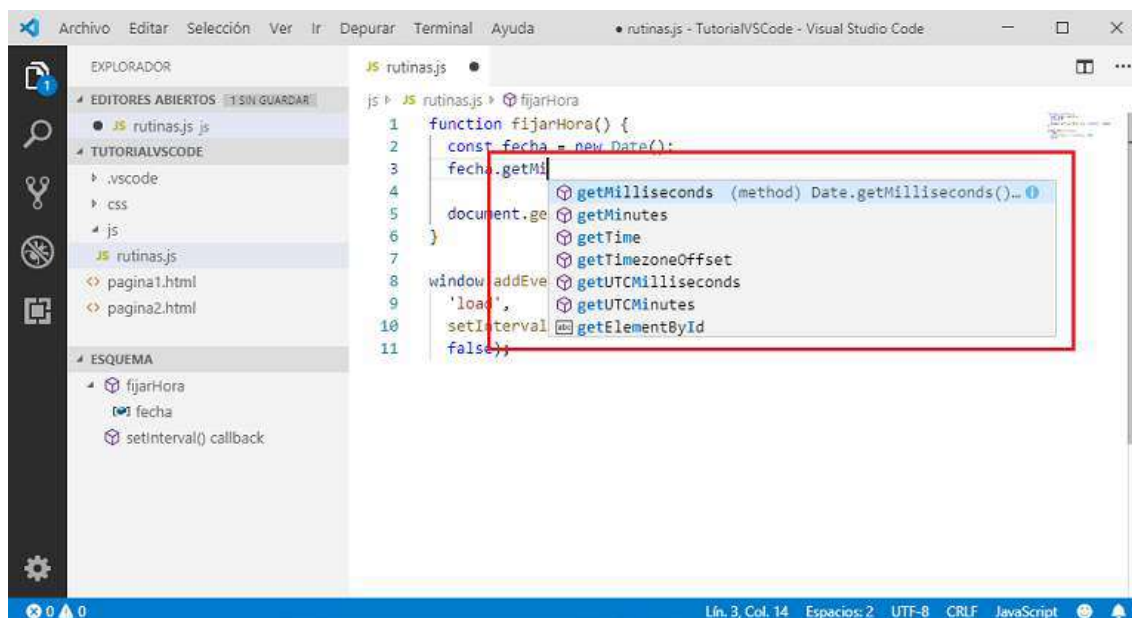 Archivo Editar Selección Ver Ir Depurar Terminal Ayuda ● rutinas.js - TutorialVSCode - Visual Studio Code
EXPLORADOR
EDITORES ABIERTOS 1 SIN GUARDAR
● JS rutinas.js js
TUTORIALVSCODE
.vscode
css
js
JS rutinas.js
<> pagina1.html
<> pagina2.html
ESQUEMA
fijarHora
fecha
setInterval() callback
JS rutinas.js ●
js JS rutinas.js fijarHora
1 function fijarHora() {
2 const fecha = new Date();
3 fecha.getMi
4
5 document.ge
6 }
7
8 window.addEve
9 'load',
10 setInterval
11 false);
getMilliseconds (method) Date.getMilliseconds()…
getMinutes
getTime
getTimezoneOffset
getUTCMilliseconds
getUTCMinutes
abc getElementById
1
0 0 Lín. 3, Col. 14 Espacios: 2 UTF-8 CRLF JavaScript